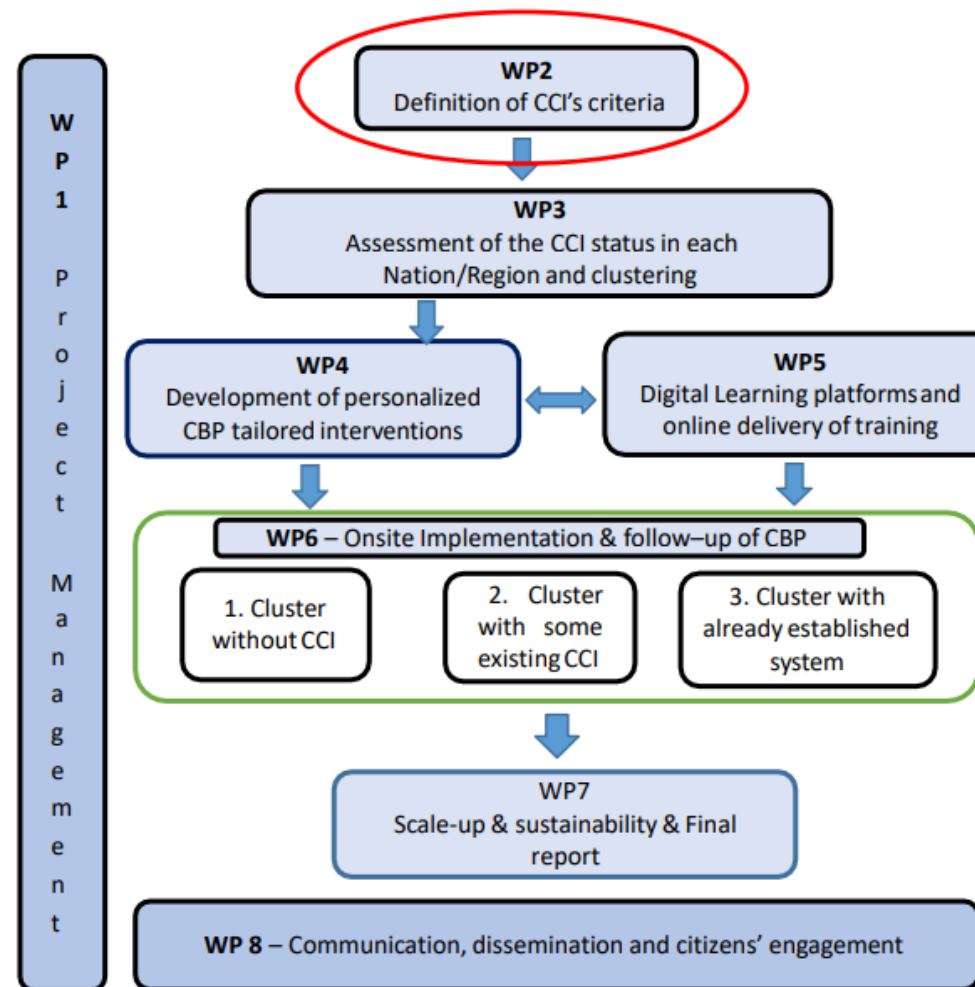 WP1 Project Management
WP2
Definition of CCI's criteria
WP3
Assessment of the CCI status in each
Nation/Region and clustering
WP4
Development of personalized
CBP tailored interventions
WP5
Digital Learning platforms and
online delivery of training
WP6 – Onsite Implementation & follow–up of CBP
1. Cluster
without CCI
2. Cluster
with some
existing CCI
3. Cluster with
already established
system
WP7
Scale-up & sustainability & Final
report
WP 8 – Communication, dissemination and citizens' engagement